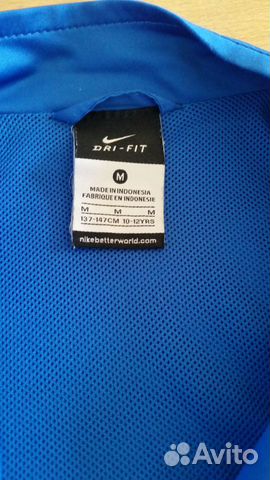 DRI-FIT
M
MADE IN INDONESIA
FABRIQUE EN INDONESIE
M M M
137-147CM 10-12YRS
nikebetterworld.com
Avito